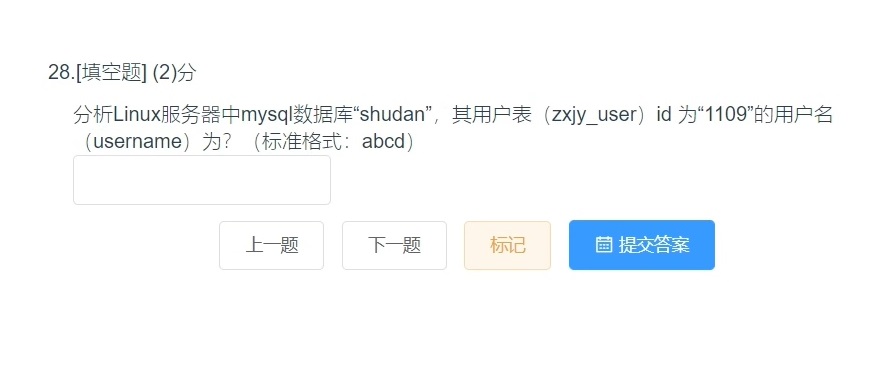 28.[填空题] (2)分
分析Linux服务器中mysql数据库“shudan”，其用户表（zxjy_user）id 为“1109”的用户名
（username）为？（标准格式：abcd）
上一题
下一题
标记
提交答案